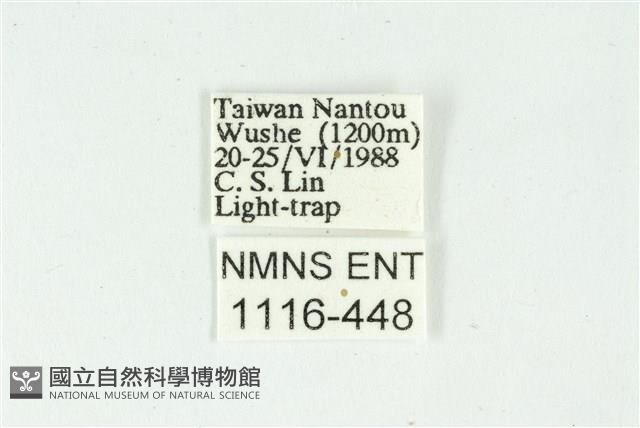 Taiwan Nantou
Wushe (1200m)
20-25/VI/1988
C. S. Lin
Light-trap
NMNS ENT
1116-448
國立自然科學博物館
NATIONAL MUSEUM OF NATURAL SCIENCE